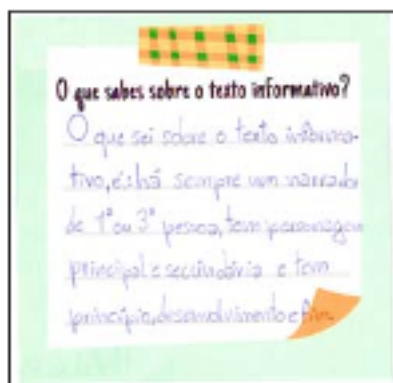 O que sabes sobre o texto informativo?
O que sei sobre o texto informa-
tivo, é: há sempre um narrador
de 1ª ou 3ª pessoa, tem personagem
principal e secundária e tem
princípio, desenvolvimento e fim.